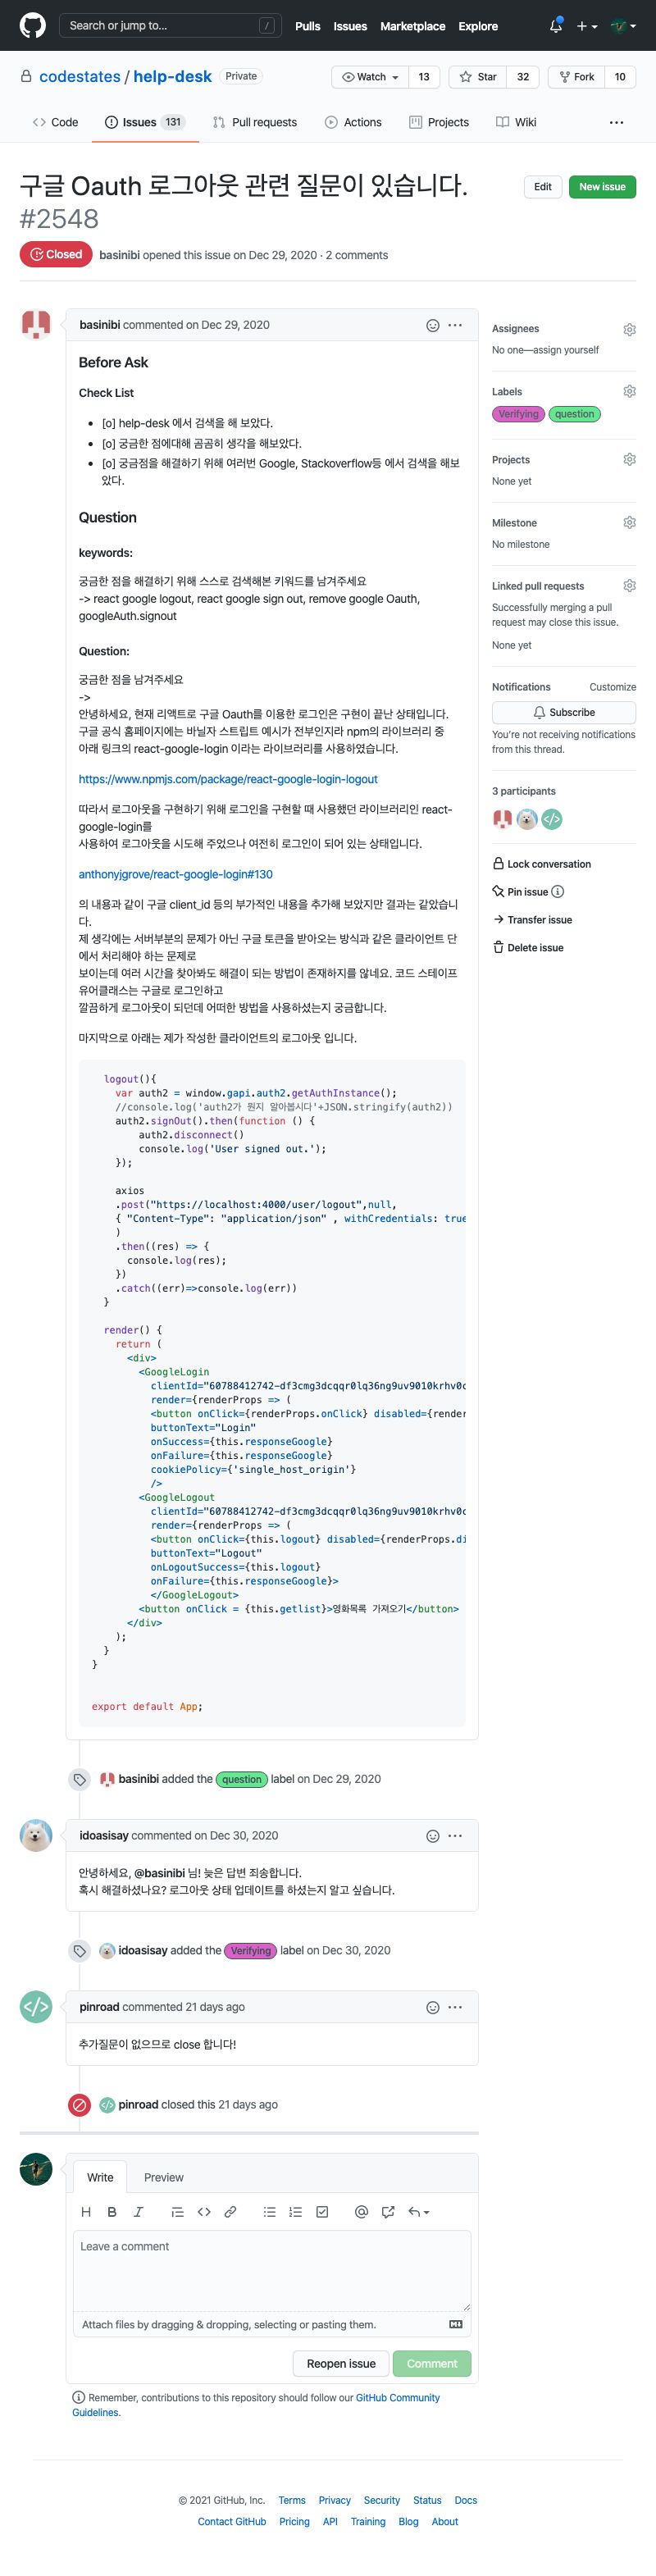 Search or jump to... /
Pulls Issues Marketplace Explore
codestates / help-desk Private
Watch 13 Star 32 Fork 10
Code Issues 131 Pull requests Actions Projects Wiki ...
구글 Oauth 로그아웃 관련 질문이 있습니다.
#2548
Edit New issue
Closed basinibi opened this issue on Dec 29, 2020 · 2 comments
basinibi commented on Dec 29, 2020
Before Ask
Check List
• [o] help-desk 에서 검색을 해 보았다.
• [o] 궁금한 점에대해 곰곰히 생각을 해보았다.
• [o] 궁금점을 해결하기 위해 여러번 Google, Stackoverflow등 에서 검색을 해보
았다.
Question
keywords:
궁금한 점을 해결하기 위해 스스로 검색해본 키워드를 남겨주세요
-> react google logout, react google sign out, remove google Oauth,
googleAuth.signout
Question:
궁금한 점을 남겨주세요
->
안녕하세요, 현재 리액트로 구글 Oauth를 이용한 로그인은 구현이 끝난 상태입니다.
구글 공식 홈페이지에는 바닐자 스트립트 예시가 전부인지라 npm의 라이브러리 중
아래 링크의 react-google-login 이라는 라이브러리를 사용하였습니다.
https://www.npmjs.com/package/react-google-login-logout
따라서 로그아웃을 구현하기 위해 로그인을 구현할 때 사용했던 라이브러리인 react-
google-login를
사용하여 로그아웃을 시도해 주었으나 여전히 로그인이 되어 있는 상태입니다.
anthonyjgrove/react-google-login#130
의 내용과 같이 구글 client_id 등의 부가적인 내용을 추가해 보았지만 결과는 같았습니
다.
제 생각에는 서버부분의 문제가 아닌 구글 토큰을 받아오는 방식과 같은 클라이언트 단
에서 처리해야 하는 문제로
보이는데 여러 시간을 찾아봐도 해결이 되는 방법이 존재하지를 않네요. 코드 스테이프
유어클래스는 구글로 로그인하고
깔끔하게 로그아웃이 되던데 어떠한 방법을 사용하셨는지 궁금합니다.
마지막으로 아래는 제가 작성한 클라이언트의 로그아웃 입니다.
logout(){
var auth2 = window.gapi.auth2.getAuthInstance();
//console.log('auth2가 뭔지 알아봅시다'+JSON.stringify(auth2))
auth2.signOut().then(function () {
auth2.disconnect()
console.log('User signed out.');
});
axios
.post("https://localhost:4000/user/logout",null,
{ "Content-Type": "application/json" , withCredentials: true
)
.then((res) => {
console.log(res);
})
.catch((err)=>console.log(err))
}
render() {
return (
<div>
<GoogleLogin
clientId="60788412742-df3cmg3dcqqr0lq36ng9uv9010krhv0c
render={renderProps => (
<button onClick={renderProps.onClick} disabled={render
buttonText="Login"
onSuccess={this.responseGoogle}
onFailure={this.responseGoogle}
cookiePolicy={'single_host_origin'}
/>
<GoogleLogout
clientId="60788412742-df3cmg3dcqqr0lq36ng9uv9010krhv0c
render={renderProps => (
<button onClick={this.logout} disabled={renderProps.di
buttonText="Logout"
onLogoutSuccess={this.logout}
onFailure={this.responseGoogle}>
</GoogleLogout>
<button onClick = {this.getlist}>영화목록 가져오기</button>
</div>
);
}
}
export default App;
basinibi added the question label on Dec 29, 2020
idoasisay commented on Dec 30, 2020
안녕하세요, @basinibi 님! 늦은 답변 죄송합니다.
혹시 해결하셨나요? 로그아웃 상태 업데이트를 하셨는지 알고 싶습니다.
idoasisay added the Verifying label on Dec 30, 2020
pinroad commented 21 days ago
추가질문이 없으므로 close 합니다!
pinroad closed this 21 days ago
Write Preview
Leave a comment
Attach files by dragging & dropping, selecting or pasting them.
Reopen issue Comment
Remember, contributions to this repository should follow our GitHub Community
Guidelines.
Assignees
No one—assign yourself
Labels
Verifying question
Projects
None yet
Milestone
No milestone
Linked pull requests
Successfully merging a pull
request may close this issue.
None yet
Notifications Customize
Subscribe
You're not receiving notifications
from this thread.
3 participants
Lock conversation
Pin issue
Transfer issue
Delete issue
© 2021 GitHub, Inc. Terms Privacy Security Status Docs
Contact GitHub Pricing API Training Blog About